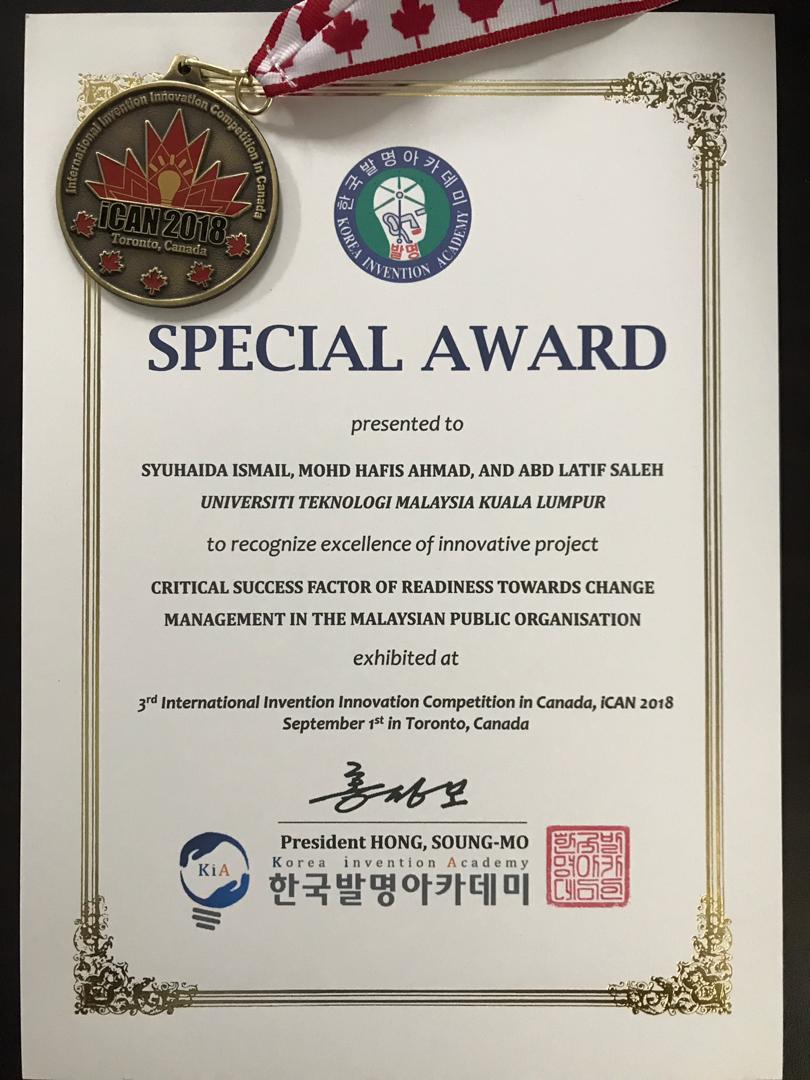 International Invention Innovation Competition in Canada
iCAN 2018
Toronto, Canada
한국발명아카데미
발명
KOREA INVENTION ACADEMY
SPECIAL AWARD
presented to
SYUHAIDA ISMAIL, MOHD HAFIS AHMAD, AND ABD LATIF SALEH
UNIVERSITI TEKNOLOGI MALAYSIA KUALA LUMPUR
to recognize excellence of innovative project
CRITICAL SUCCESS FACTOR OF READINESS TOWARDS CHANGE
MANAGEMENT IN THE MALAYSIAN PUBLIC ORGANISATION
exhibited at
3rd International Invention Innovation Competition in Canada, iCAN 2018
September 1st in Toronto, Canada
President HONG, SOUNG-MO
KiA
Korea invention Academy
한국발명아카데미